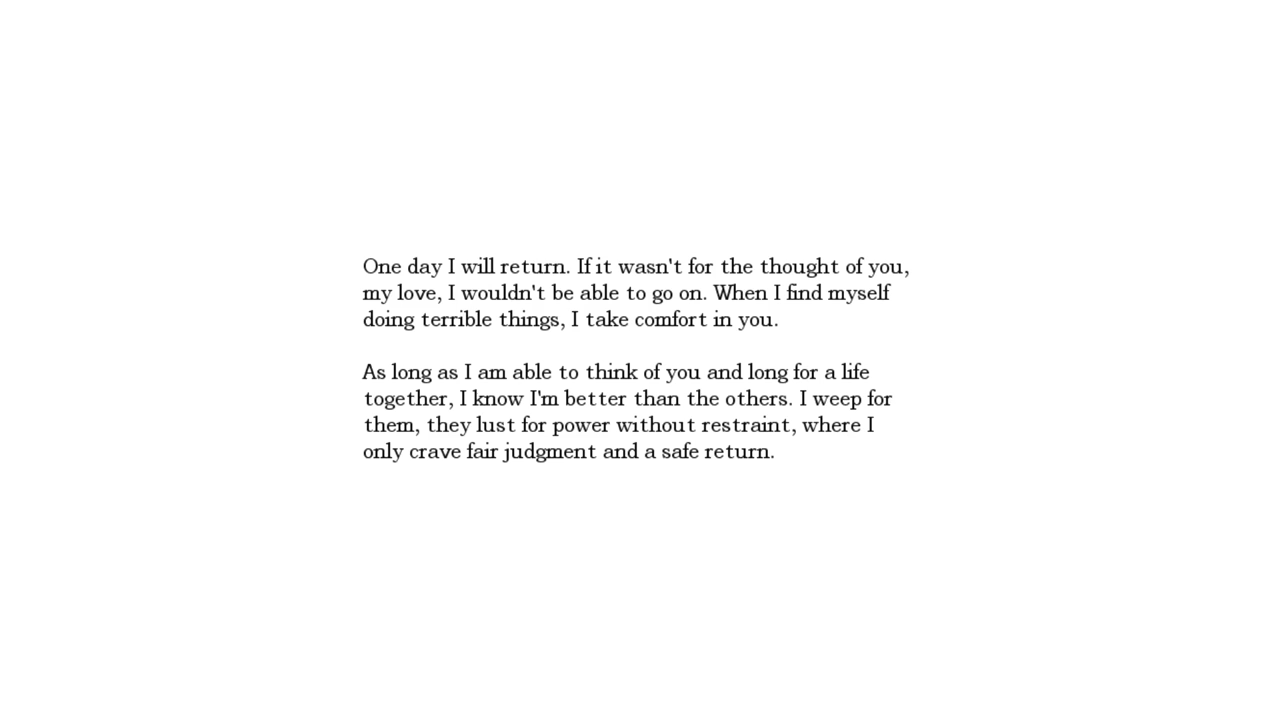 One day I will return. If it wasn't for the thought of you,
my love, I wouldn't be able to go on. When I find myself
doing terrible things, I take comfort in you.
As long as I am able to think of you and long for a life
together, I know I'm better than the others. I weep for
them, they lust for power without restraint, where I
only crave fair judgment and a safe return.